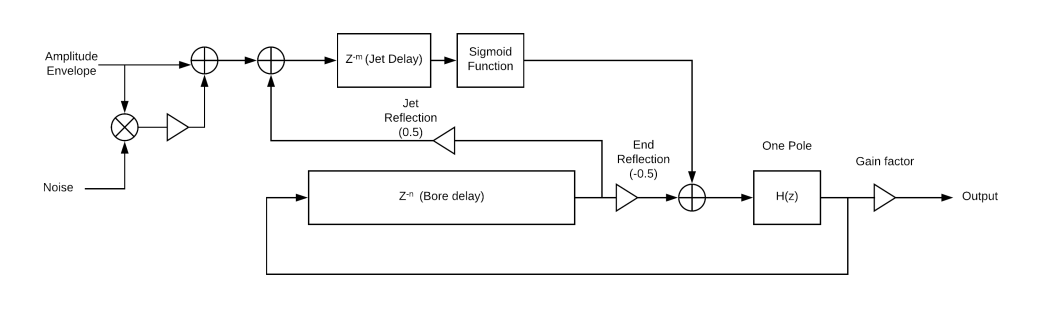 Amplitude
Envelope
Z-m (Jet Delay)
Sigmoid
Function
Jet
Reflection
(0.5)
End
Reflection
(-0.5)
One Pole
Gain factor
Noise
Z-n (Bore delay)
H(z)
Output